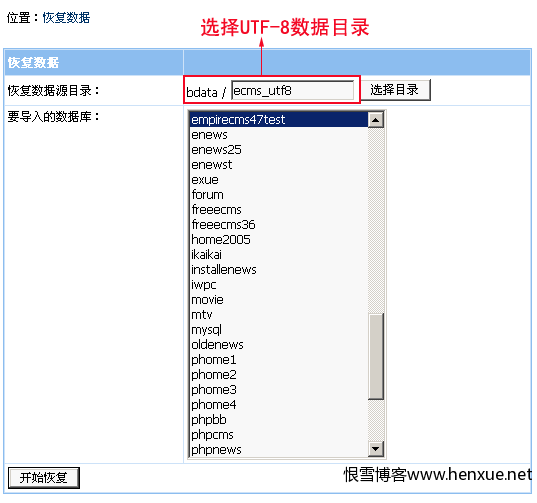 位置：恢复数据
选择UTF-8数据目录
恢复数据
恢复数据源目录： bdata / ecms_utf8 选择目录
要导入的数据库：
empirecms47test
enews
enews25
enewst
exue
forum
freeecms
freeecms36
home2005
ikaikai
installenews
iwpc
movie
mtv
mysql
oldenews
phome1
phome2
phome3
phome4
phpbb
phpcms
phpnews
开始恢复
恨雪博客www.henxue.net